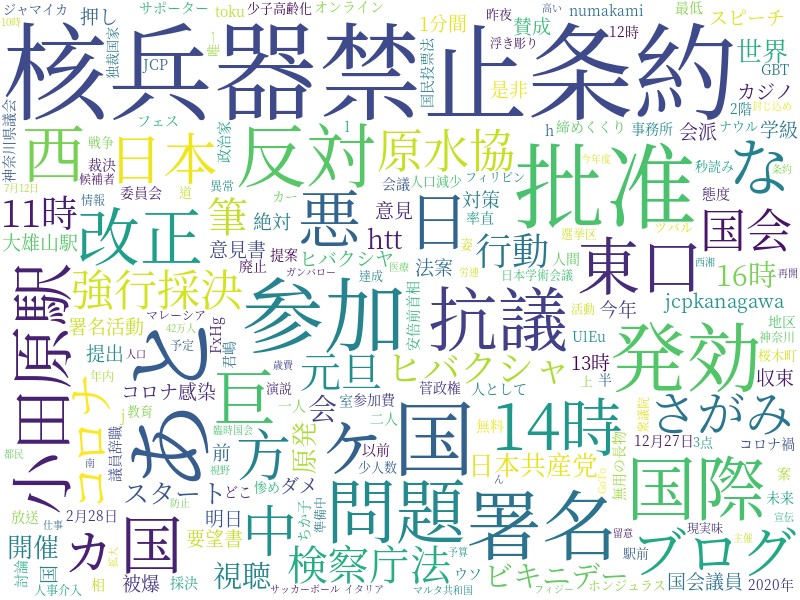 ジャマイカ
押し
サポーター
toku
少子高齢化
オンライン
昨夜
高い
numakami
最低
10時
独裁国家
JCP
唯一
1分間
賛成
12時
スピーチ
浮き彫り
国民投票法
世界
核兵器禁止条約
是非
GBT
カジノ
神奈川県議会
フェス
政治家
2階
封じ込め
西
日本
反対
原水協
h
締めくくり
事務所
会派
ナウル
学級
戦争
裁決
候補者
異常
カー
会議
人口減少
フィリピン
今年度
秒読み
条約
批准
な
7月12日
情報
委員会
道
筆
悪
意見
対策
率直
態度
ツバル
11時
改正
絶対
日
国会
大雄山駅
意見書
提案
ヒバクシャ
htt
行動
人間
選挙区
東口
姿
廃止
ガンバロー
達成
医療
法案
労連
日本学術会議
西湘
再開
小田原駅
強行採決
16時
マレーシア
42万人
安倍前首相
活動
今年
jcpkanagawa
署名活動
あと
参加
抗議
発効
地区
神奈川
予定
FxHg
君嶋
UlEu
桜木町
提出
人口
歳費
元旦
ヒバクシャ
13時
半
収束
年内
コロナ
コロナ感染
演説
菅政権
人として
上
教育
巨
一人
会
室
参加費
二人
さがみ
議員辞職
臨時国会
方
ケ
国
無料
14時
衆議院
都民
南
前
視野
原発
以前
少人数
日本共産党
12月27日
3点
コロナ禍
GoTo
無用の長物
スタート
どこ
惨め
ダメ
ん
国際
案
未来
2月28日
カ
国
仕事
防止
放送
明日
中
ちか子
準備中
問題
署名
宣伝
要望書
留意
現実味
開催
検察庁法
予算
ブログ
主催
駅前
討論
国
拡大
相
視聴
ウソ
ビキニデー
人事介入
被爆
採決
サッカーボール
イタリア
マルタ共和国
フィジー
ホンジュラス
国会議員
2020年